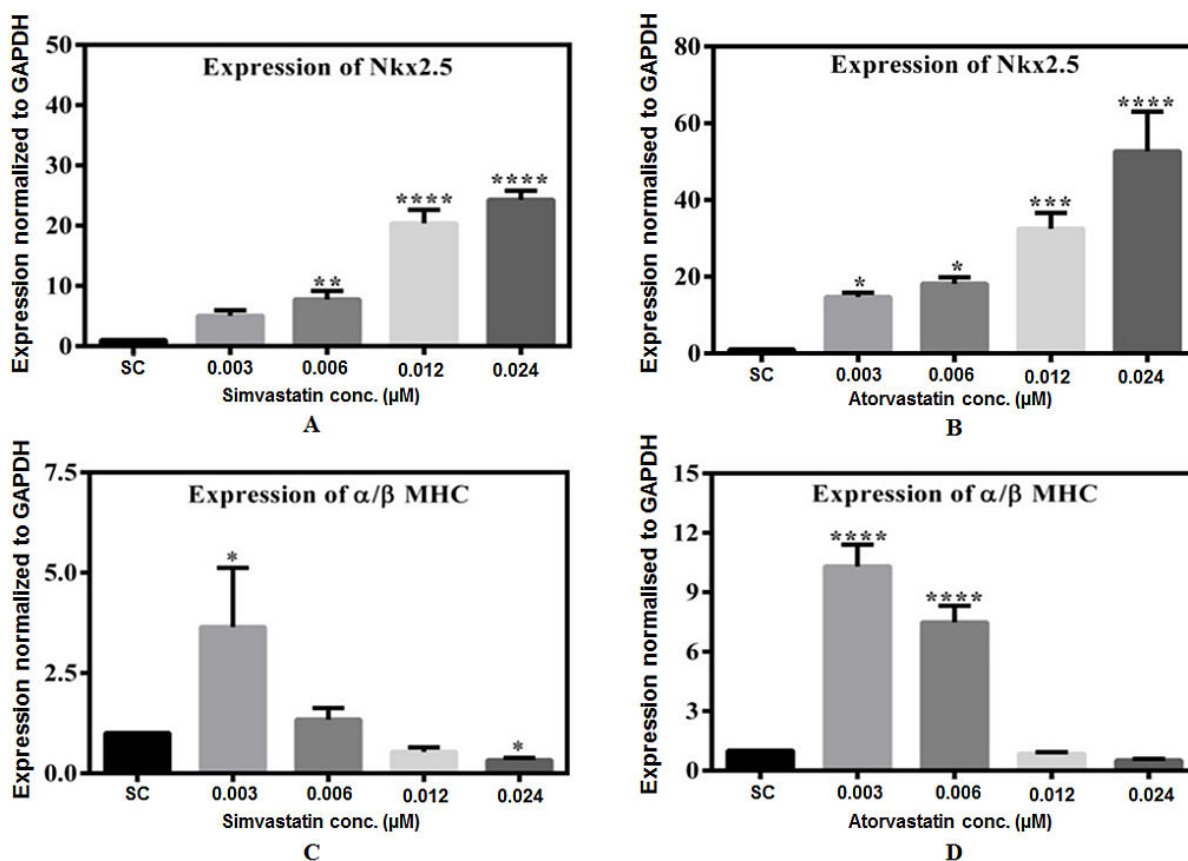 Expression normalized to GAPDH
50
40
30
20
10
0
Expression of Nkx2.5
**
****
****
SC 0.003 0.006 0.012 0.024
Simvastatin conc. (µM)
A
Expression normalised to GAPDH
80
60
40
20
0
Expression of Nkx2.5
*
*
***
****
SC 0.003 0.006 0.012 0.024
Atorvastatin conc. (µM)
B
Expression normalized to GAPDH
7.5
5.0
2.5
0.0
Expression of α/β MHC
*
*
SC 0.003 0.006 0.012 0.024
Simvastatin conc. (µM)
C
Expression normalised to GAPDH
15
12
9
6
3
0
Expression of α/β MHC
****
****
SC 0.003 0.006 0.012 0.024
Atorvastatin conc. (µM)
D